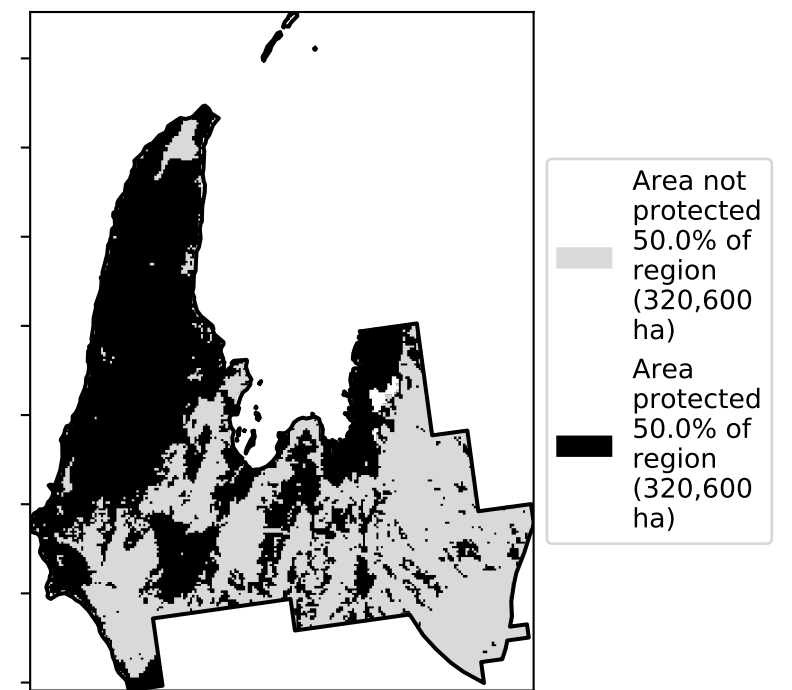 Area not
protected
50.0% of
region
(320,600
ha)
Area
protected
50.0% of
region
(320,600
ha)